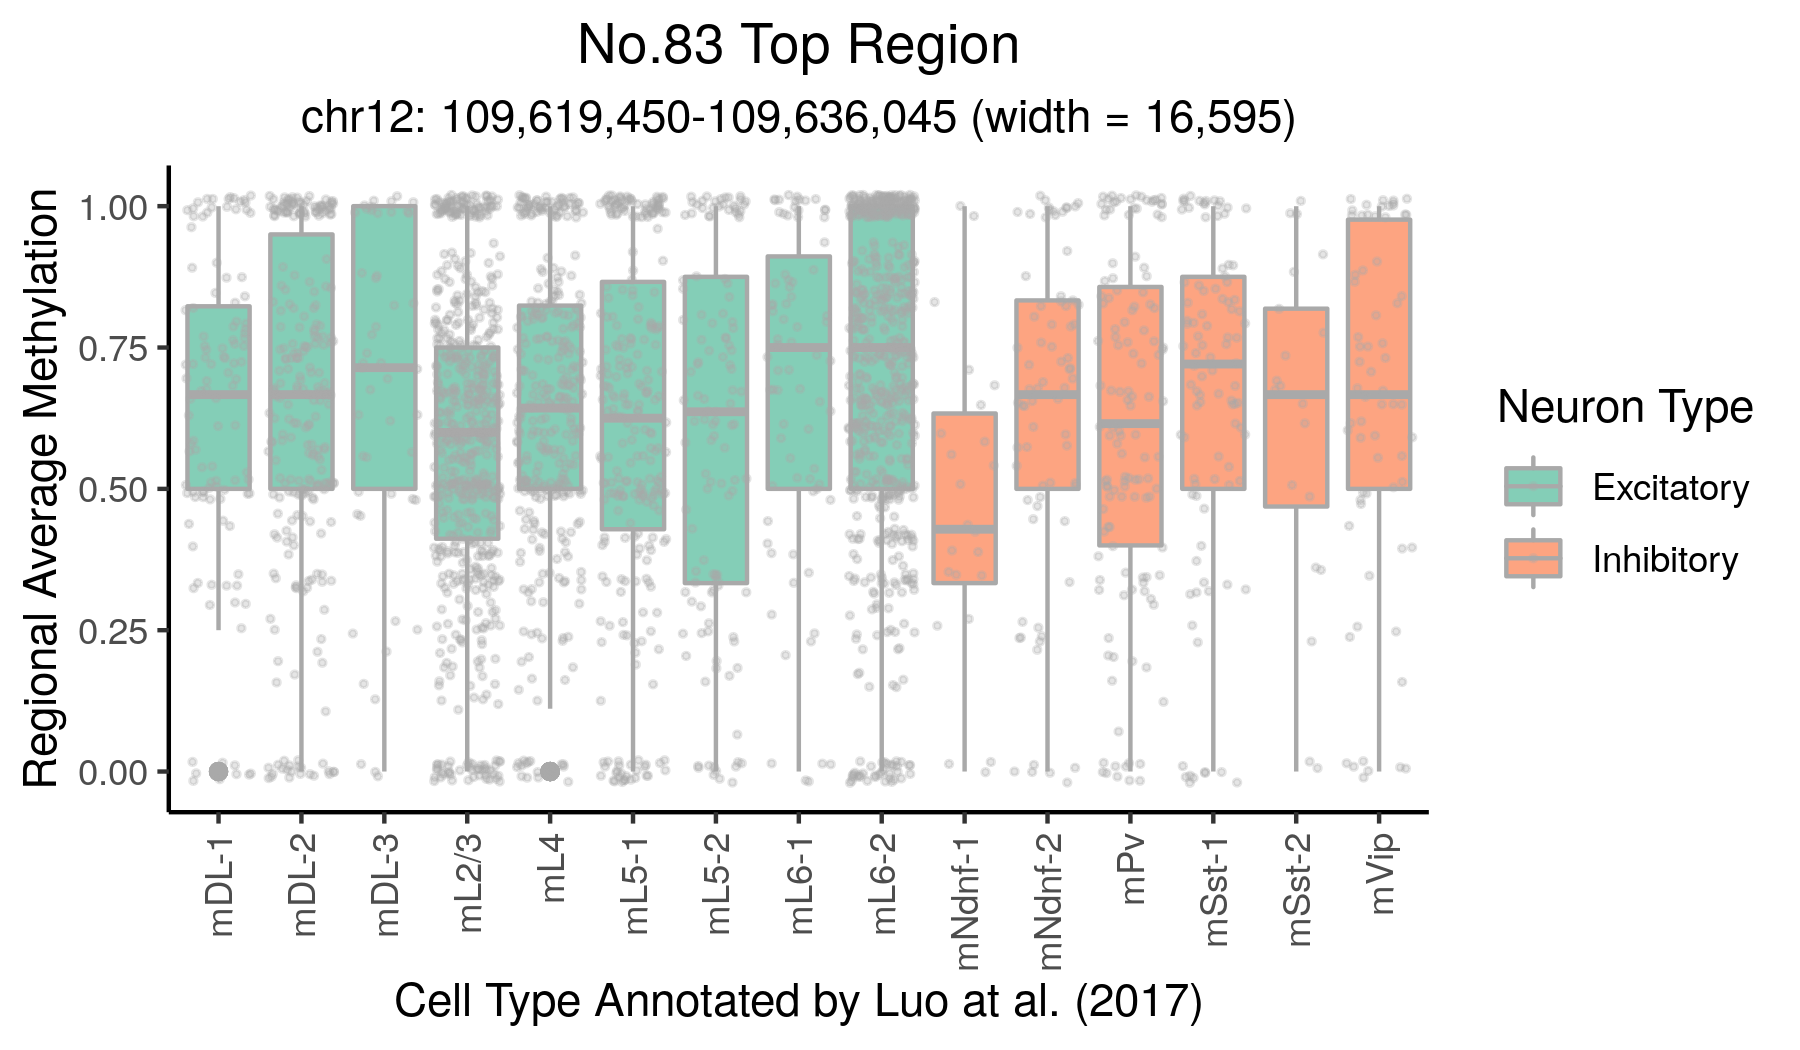 No.83 Top Region
chr12: 109,619,450-109,636,045 (width = 16,595)
Regional Average Methylation
1.00
0.75
0.50
0.25
0.00
mDL-1
mDL-2
mDL-3
mL2/3
mL4
mL5-1
mL5-2
mL6-1
mL6-2
mNdnf-1
mNdnf-2
mPv
mSst-1
mSst-2
mVip
Cell Type Annotated by Luo at al. (2017)
Neuron Type
Excitatory
Inhibitory